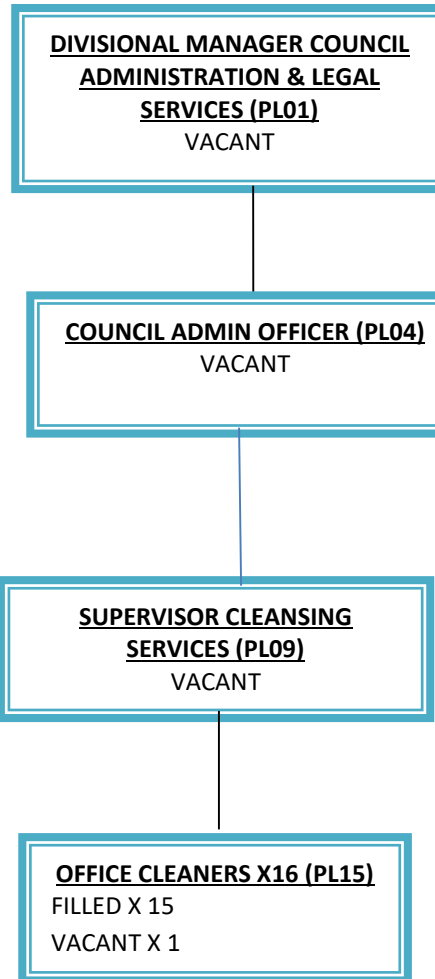 DIVISIONAL MANAGER COUNCIL
ADMINISTRATION & LEGAL
SERVICES (PL01)
VACANT
COUNCIL ADMIN OFFICER (PL04)
VACANT
SUPERVISOR CLEANSING
SERVICES (PL09)
VACANT
OFFICE CLEANERS X16 (PL15)
FILLED X 15
VACANT X 1